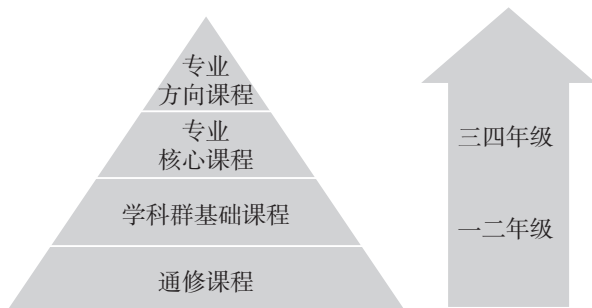 专业
方向课程
专业
核心课程
学科群基础课程
通修课程
三四年级
一二年级